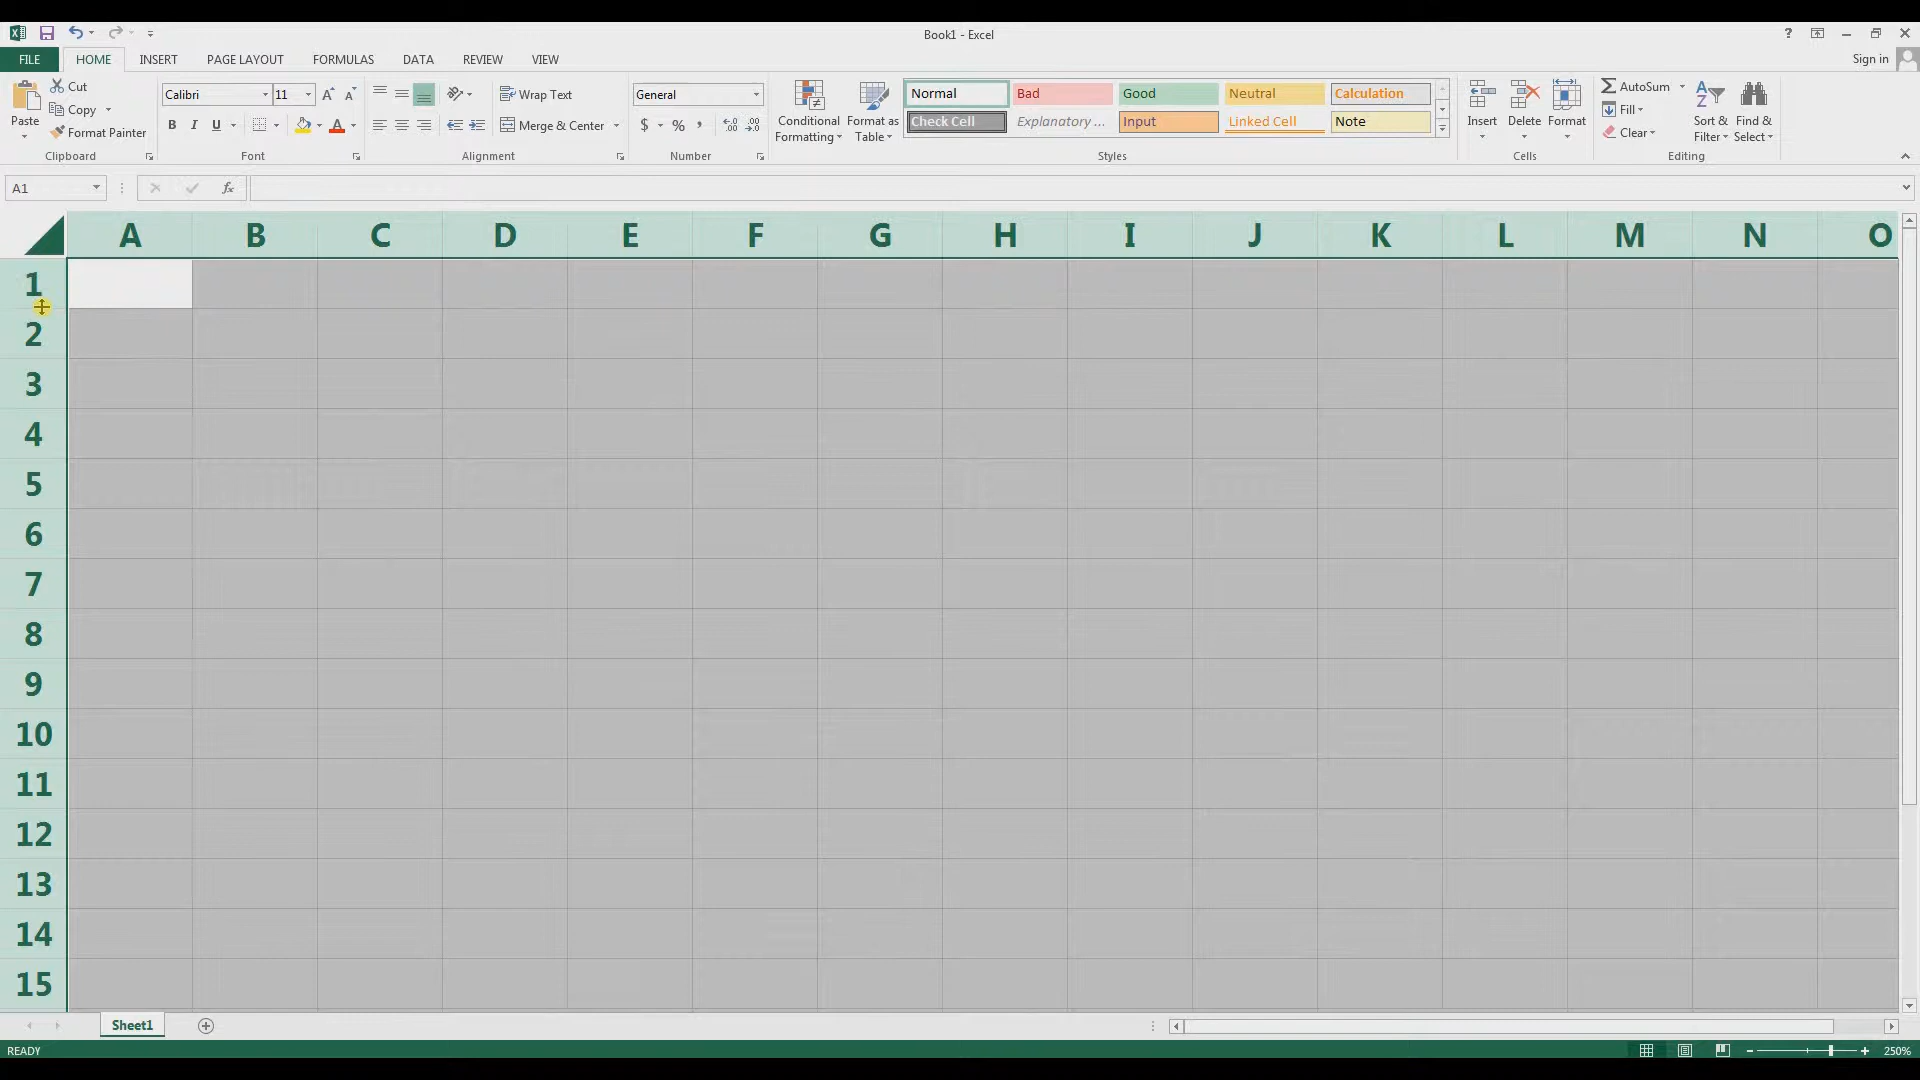 Book1 - Excel
?
FILE HOME INSERT PAGE LAYOUT FORMULAS DATA REVIEW VIEW Sign in
Paste
Cut
Copy
Format Painter
Clipboard
Calibri 11
B I U
Font
Wrap Text
Merge & Center
Alignment
General
$ % ,
Number
Conditional Formatting
Format as Table
Normal Bad Good Neutral Calculation
Check Cell Explanatory ... Input Linked Cell Note
Styles
Insert Delete Format
Cells
AutoSum
Fill
Clear
Sort & Filter
Find & Select
Editing
A1 fx
A B C D E F G H I J K L M N O
1
2
3
4
5
6
7
8
9
10
11
12
13
14
15
Sheet1
READY 250%